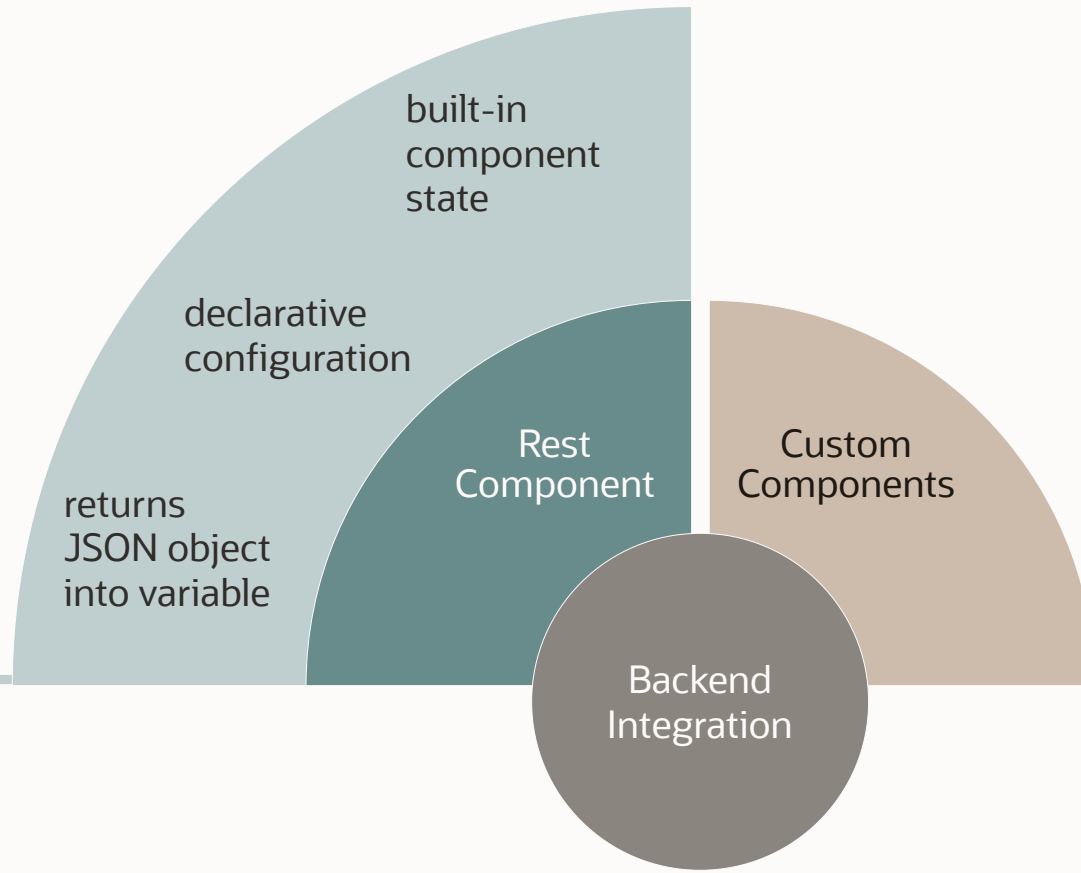 built-in
component
state
declarative
configuration
returns
JSON object
into variable
Rest
Component
Custom
Components
Backend
Integration